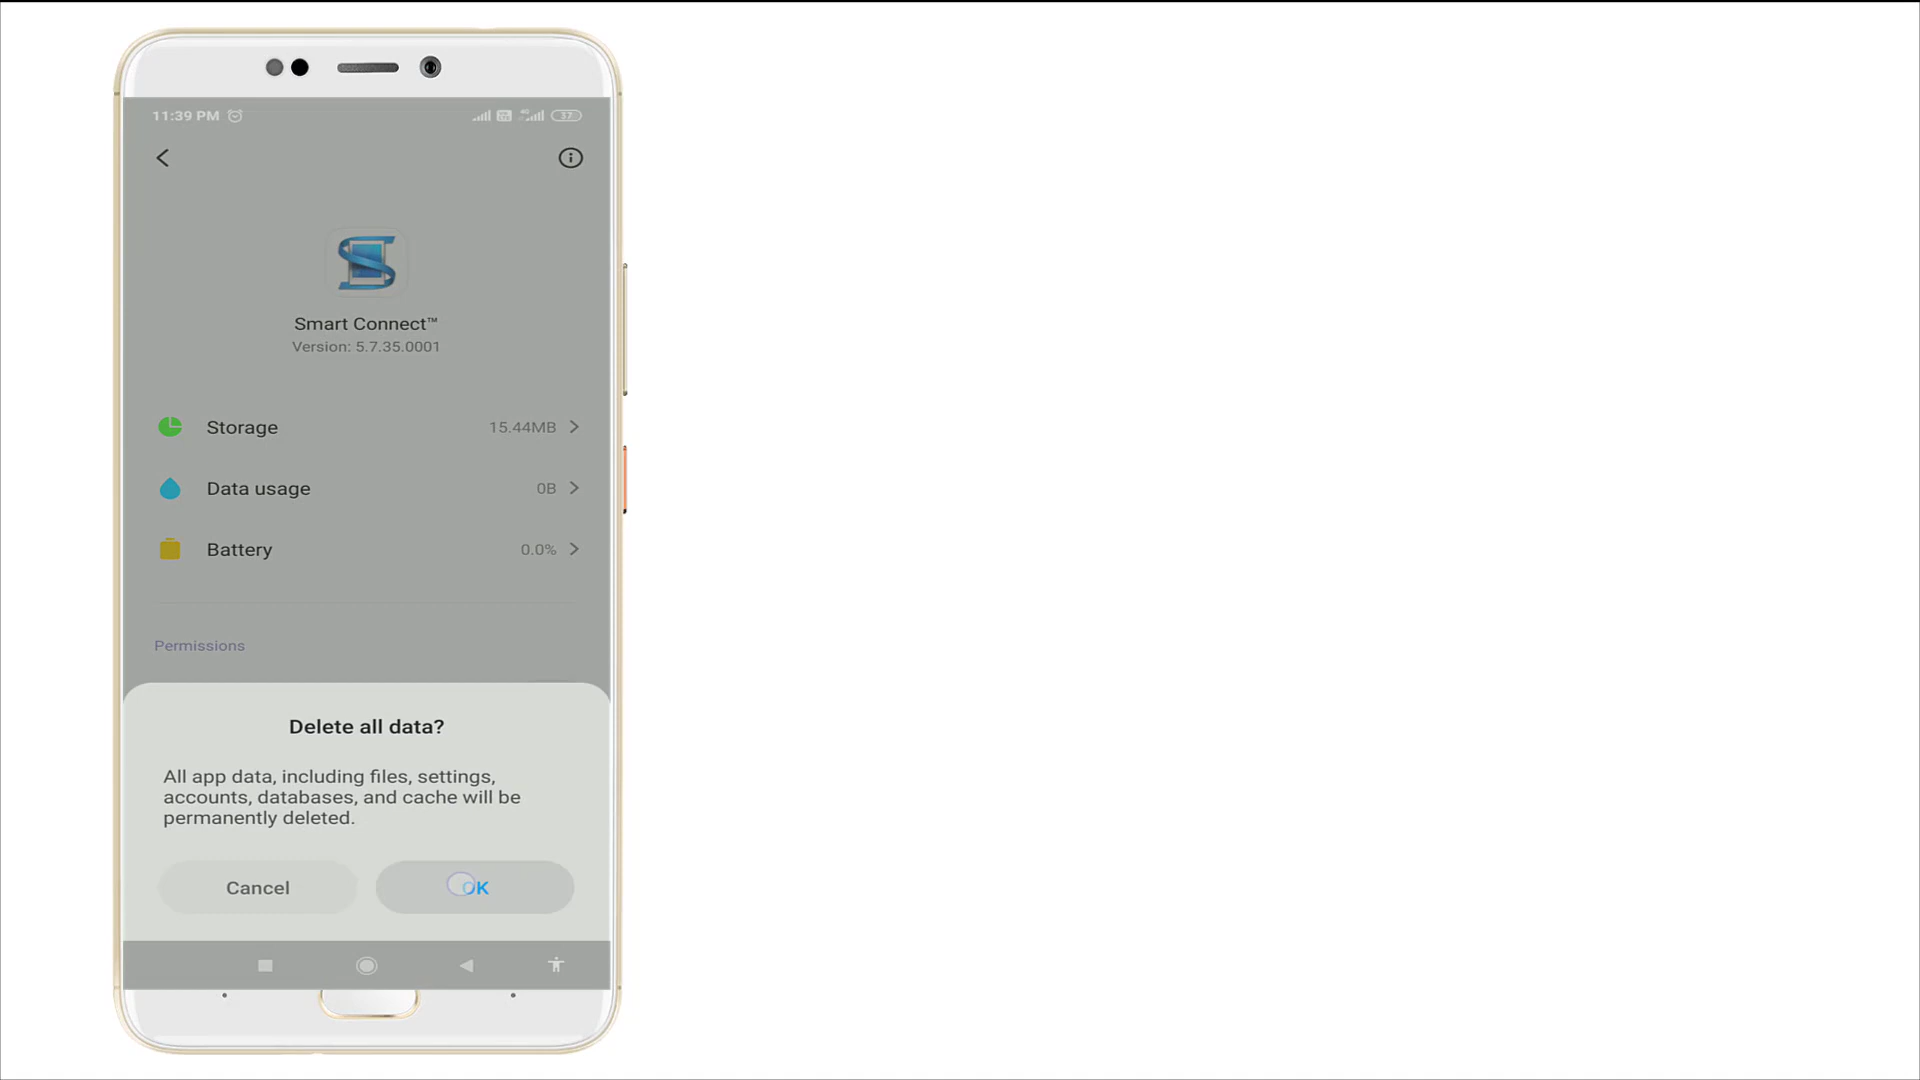 11:39 PM
37
Smart Connect™
Version: 5.7.35.0001
Storage 15.44MB
Data usage 0B
Battery 0.0%
Permissions
Delete all data?
All app data, including files, settings,
accounts, databases, and cache will be
permanently deleted.
Cancel OK